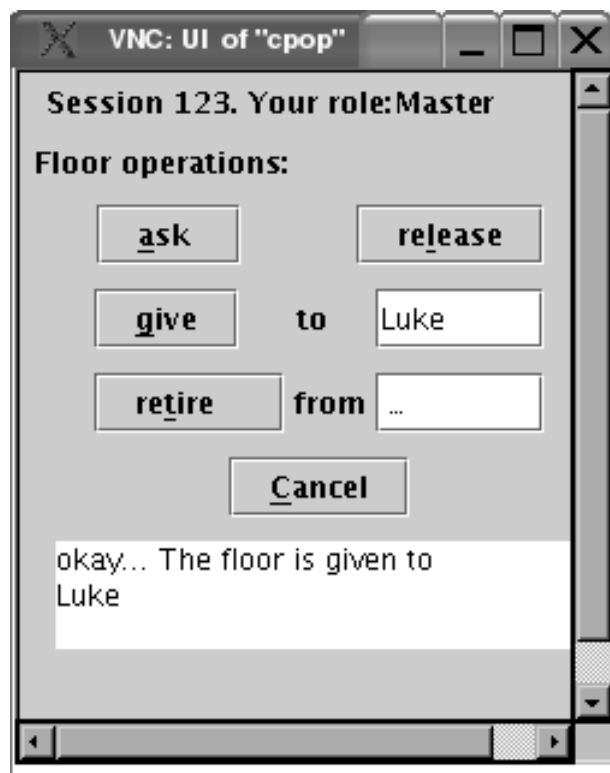 VNC: UI of "cpop"
Session 123. Your role:Master
Floor operations:
ask release
give to Luke
retire from ...
Cancel
okay... The floor is given to
Luke